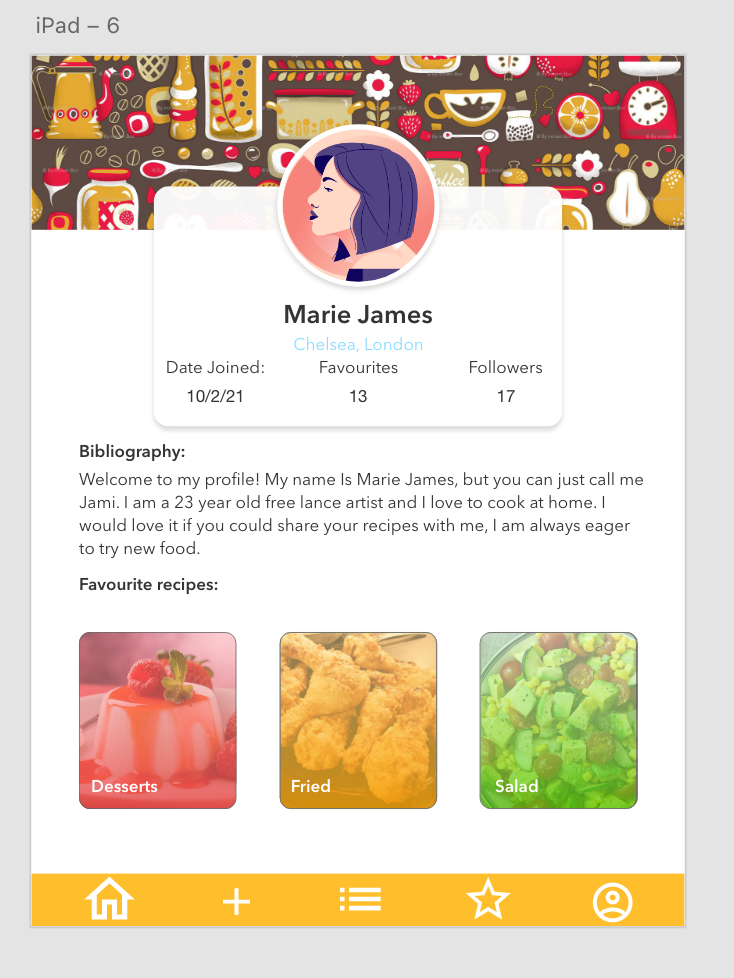 iPad – 6
Coffee
Marie James
Chelsea, London
Date Joined: Favourites Followers
10/2/21 13 17
Bibliography:
Welcome to my profile! My name Is Marie James, but you can just call me
Jami. I am a 23 year old free lance artist and I love to cook at home. I
would love it if you could share your recipes with me, I am always eager
to try new food.
Favourite recipes:
Desserts Fried Salad